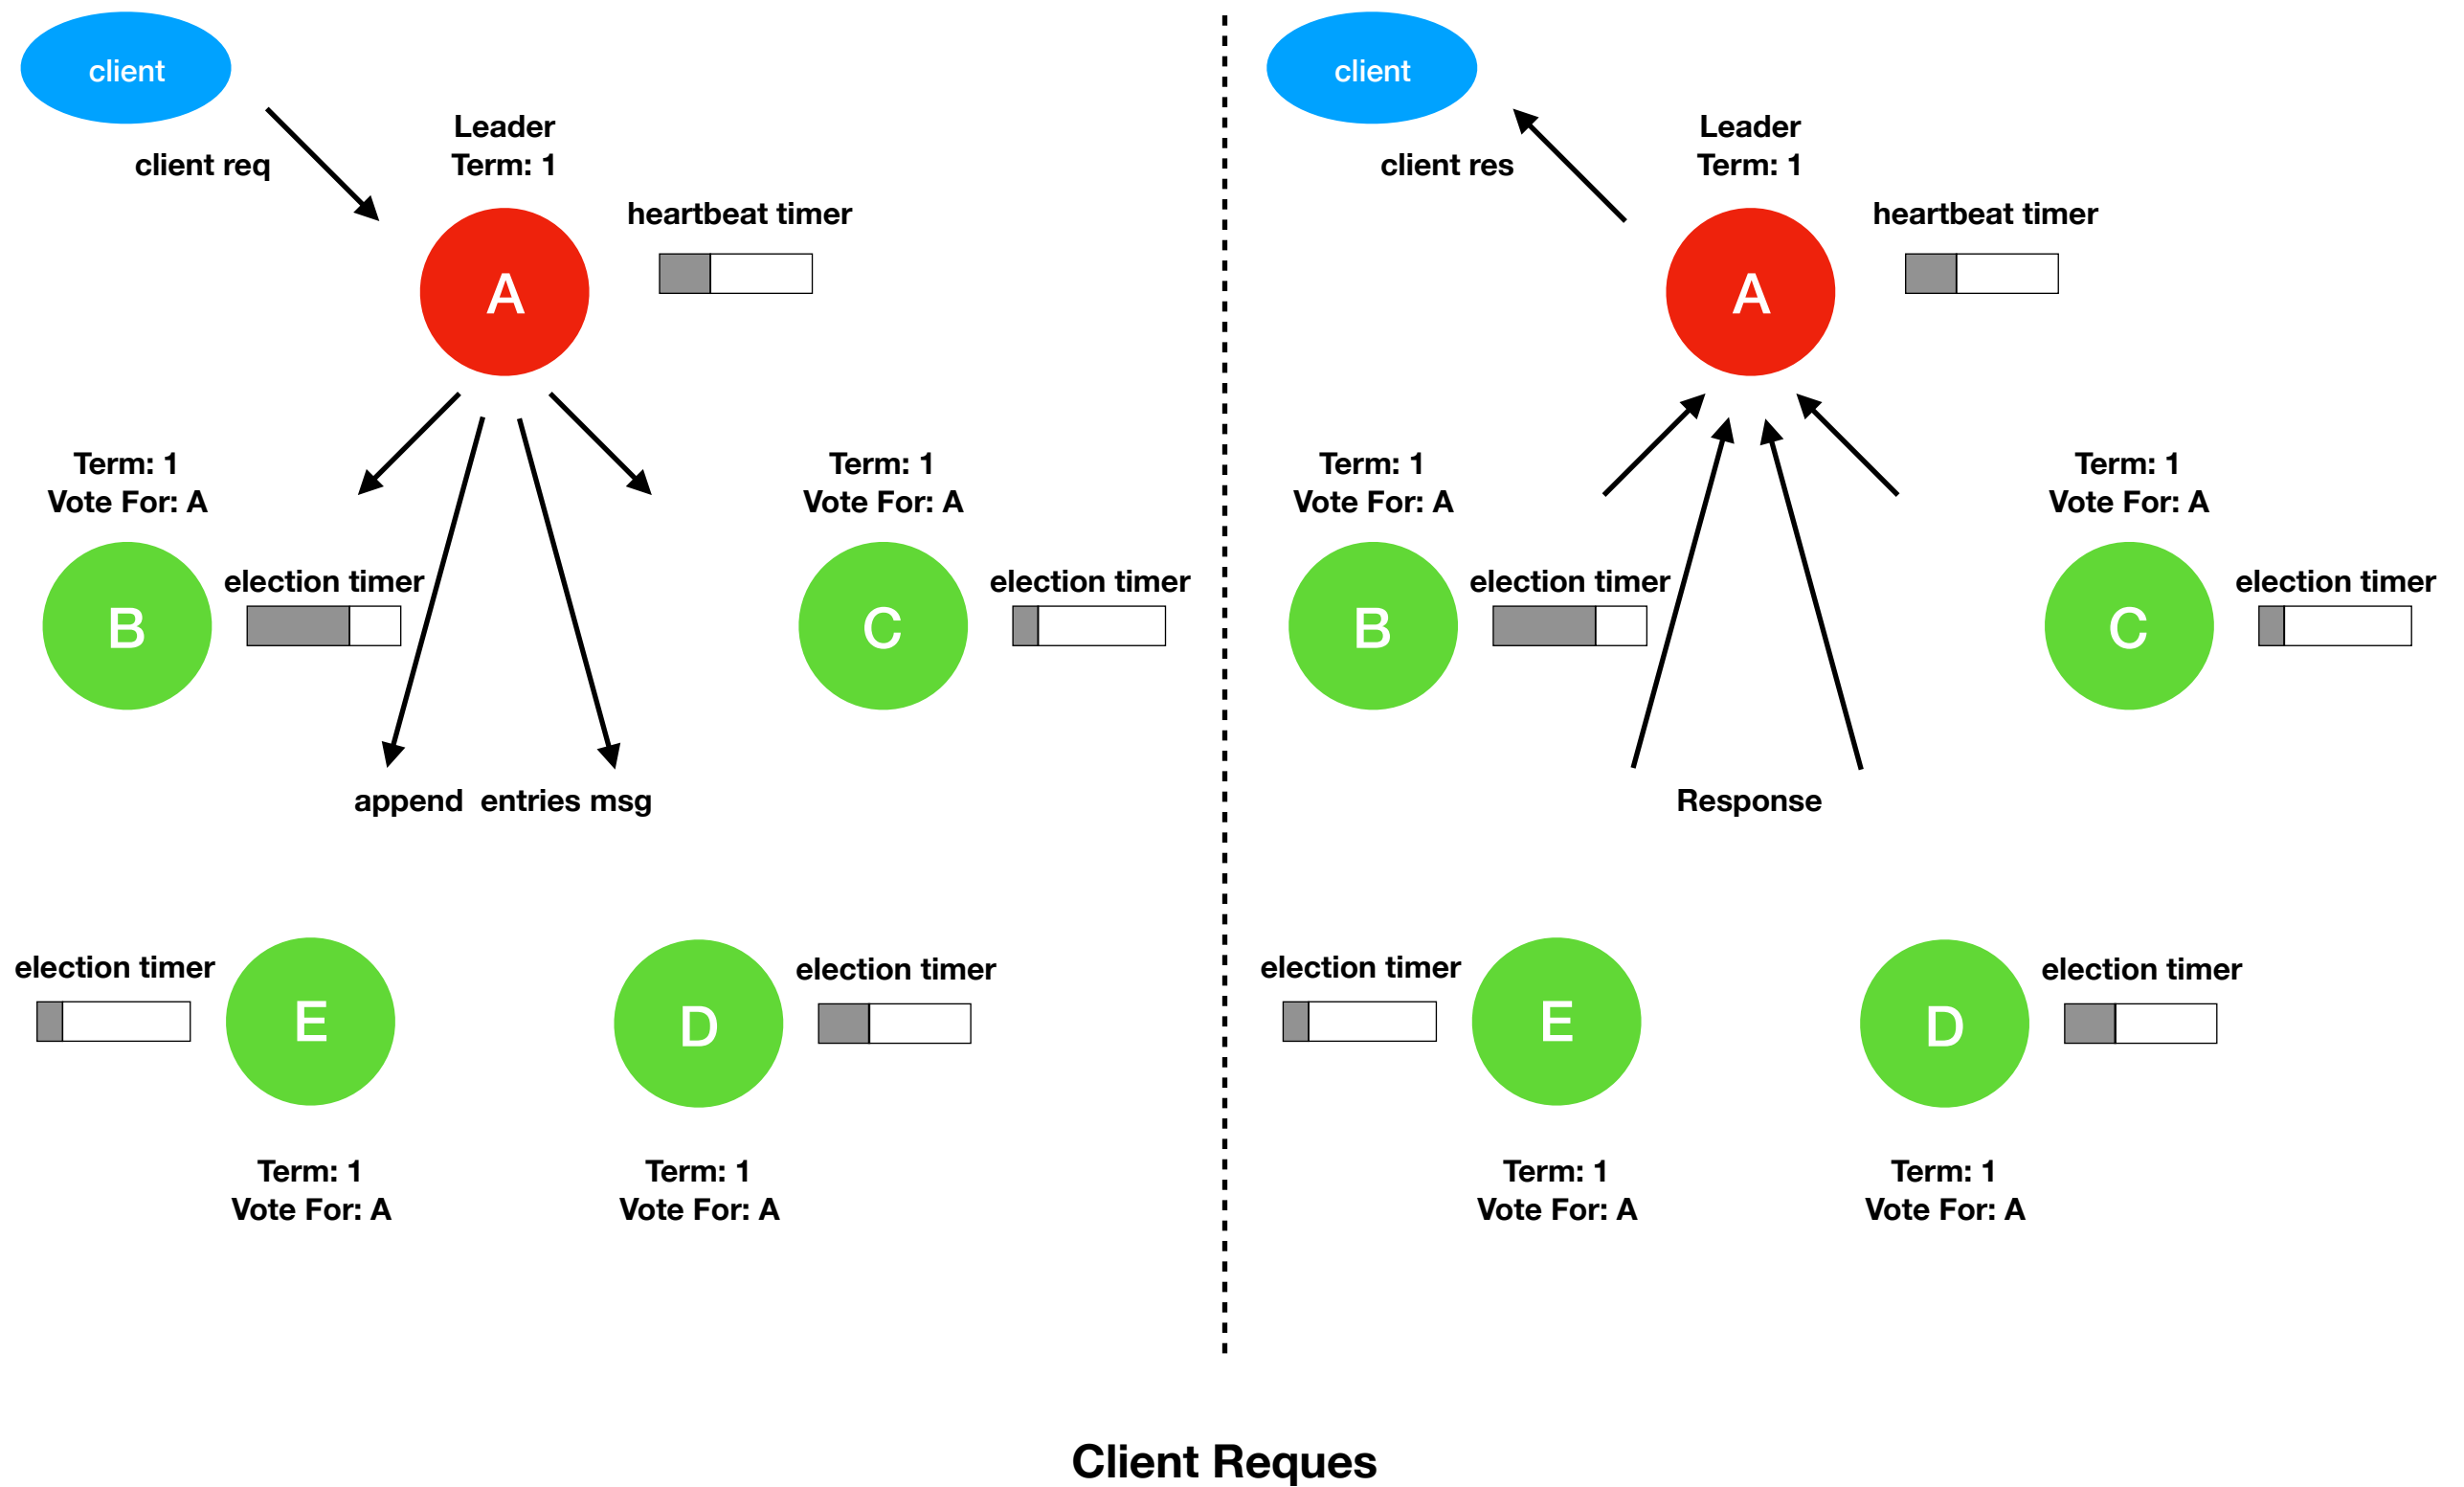 client
Leader
Term: 1
client req
heartbeat timer
A
Term: 1
Vote For: A
Term: 1
Vote For: A
election timer
election timer
B
C
append  entries msg
election timer
election timer
E
D
Term: 1
Vote For: A
Term: 1
Vote For: A
client
Leader
Term: 1
client res
heartbeat timer
A
Term: 1
Vote For: A
Term: 1
Vote For: A
election timer
election timer
B
C
Response
election timer
election timer
E
D
Term: 1
Vote For: A
Term: 1
Vote For: A
Client Reques